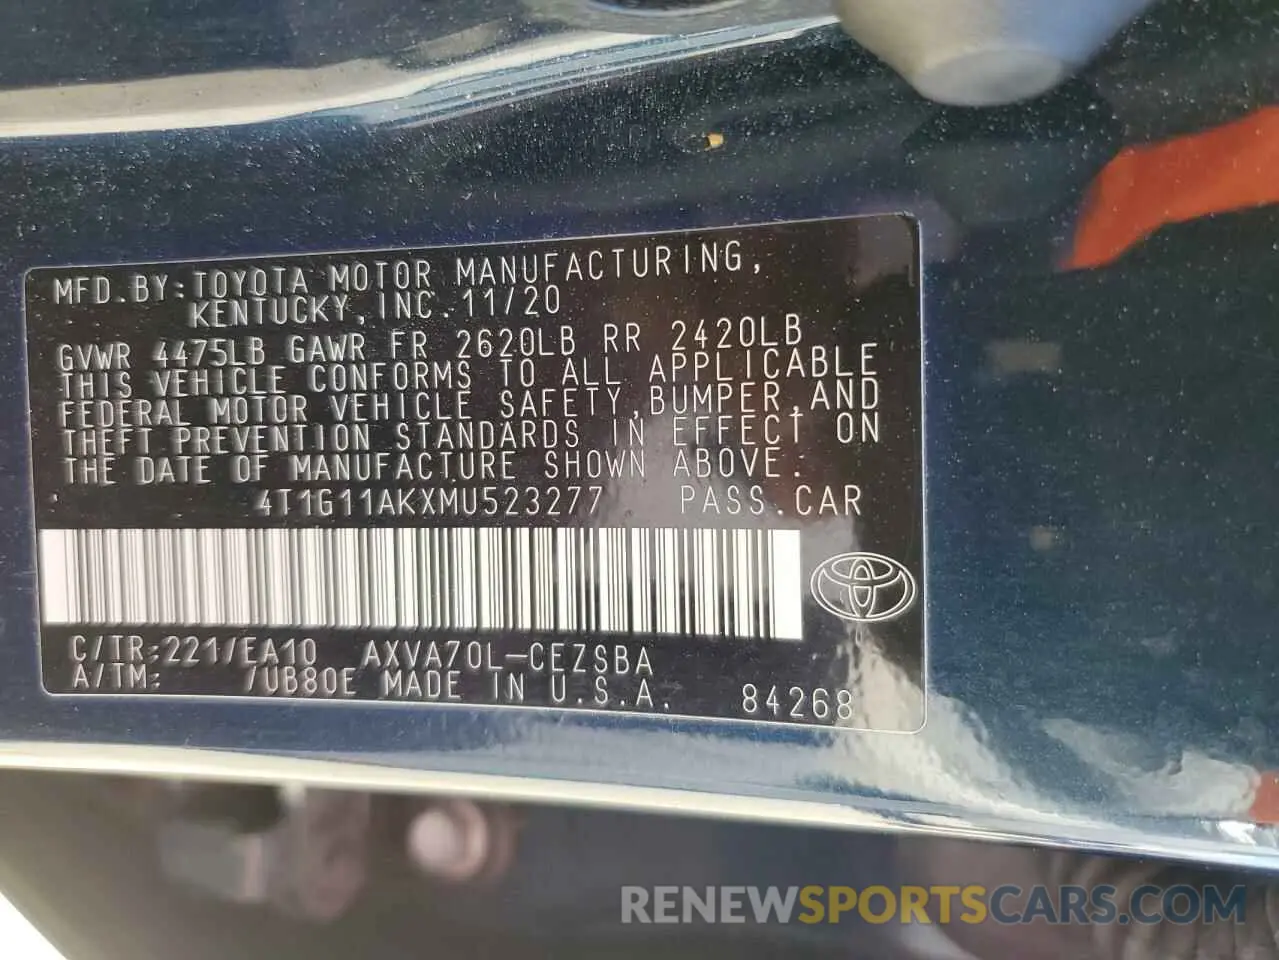 MFD.BY:TOYOTA MOTOR MANUFACTURING,
KENTUCKY, INC. 11/20
GVWR 4475LB GAWR FR 2620LB RR 2420LB
THIS VEHICLE CONFORMS TO ALL APPLICABLE
FEDERAL MOTOR VEHICLE SAFETY, BUMPER, AND
THEFT PREVENTION STANDARDS IN EFFECT ON
THE DATE OF MANUFACTURE SHOWN ABOVE.
4T1G11AKXMU523277 PASS.CAR
C/TR:221/EA10 AXVA70L-CEZSBA
A/TM: /UB80E MADE IN U.S.A. 84268
RENEWSPORTSCARS.COM